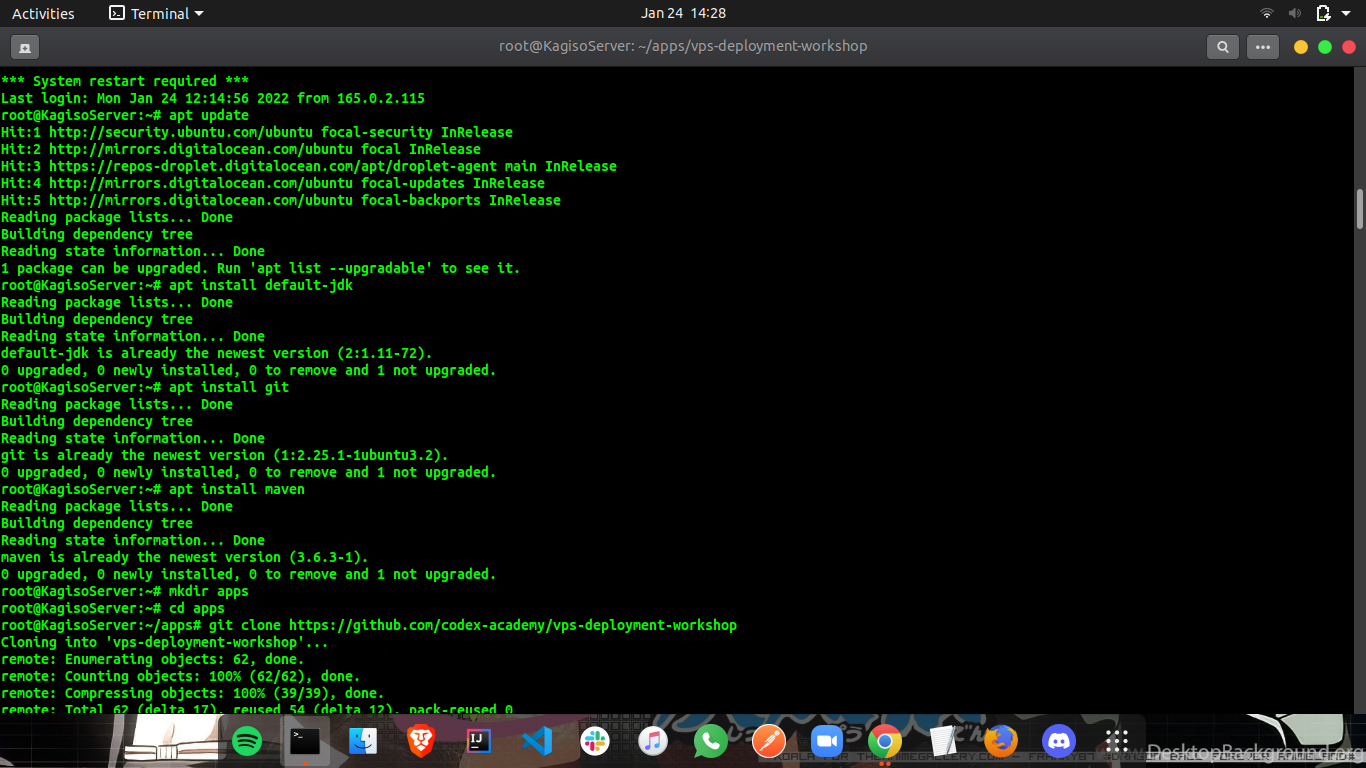 Activities
Terminal
Jan 24 14:28
root@KagisoServer: ~/apps/vps-deployment-workshop
*** System restart required ***
Last login: Mon Jan 24 12:14:56 2022 from 165.0.2.115
root@KagisoServer:~# apt update
Hit:1 http://security.ubuntu.com/ubuntu focal-security InRelease
Hit:2 http://mirrors.digitalocean.com/ubuntu focal InRelease
Hit:3 https://repos-droplet.digitalocean.com/apt/droplet-agent main InRelease
Hit:4 http://mirrors.digitalocean.com/ubuntu focal-updates InRelease
Hit:5 http://mirrors.digitalocean.com/ubuntu focal-backports InRelease
Reading package lists... Done
Building dependency tree
Reading state information... Done
1 package can be upgraded. Run 'apt list --upgradable' to see it.
root@KagisoServer:~# apt install default-jdk
Reading package lists... Done
Building dependency tree
Reading state information... Done
default-jdk is already the newest version (2:1.11-72).
0 upgraded, 0 newly installed, 0 to remove and 1 not upgraded.
root@KagisoServer:~# apt install git
Reading package lists... Done
Building dependency tree
Reading state information... Done
git is already the newest version (1:2.25.1-1ubuntu3.2).
0 upgraded, 0 newly installed, 0 to remove and 1 not upgraded.
root@KagisoServer:~# apt install maven
Reading package lists... Done
Building dependency tree
Reading state information... Done
maven is already the newest version (3.6.3-1).
0 upgraded, 0 newly installed, 0 to remove and 1 not upgraded.
root@KagisoServer:~# mkdir apps
root@KagisoServer:~# cd apps
root@KagisoServer:~/apps# git clone https://github.com/codex-academy/vps-deployment-workshop
Cloning into 'vps-deployment-workshop'...
remote: Enumerating objects: 62, done.
remote: Counting objects: 100% (62/62), done.
remote: Compressing objects: 100% (39/39), done.
remote: Total 62 (delta 17), reused 54 (delta 12), pack-reused 0
IJ
DesktopBackground.org